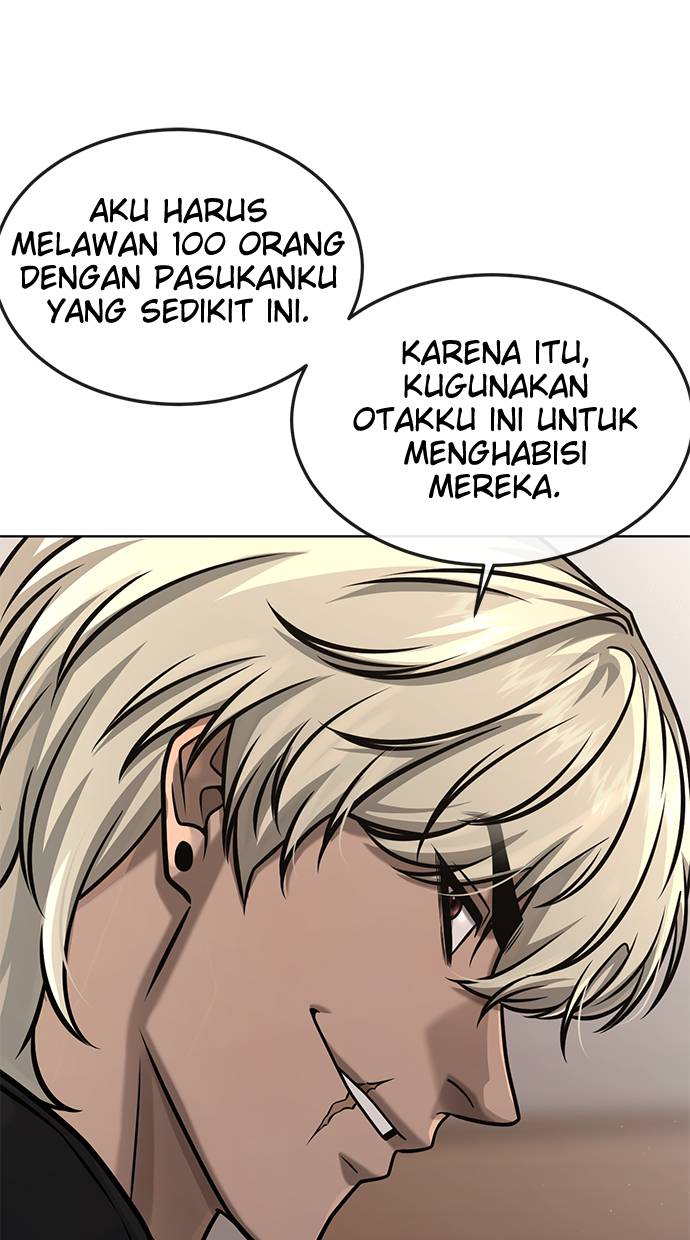 AKU HARUS
MELAWAN 100 ORANG
DENGAN PASUKANKU
YANG SEDIKIT INI.
KARENA ITU,
KUGUNAKAN
OTAKKU INI UNTUK
MENGHABISI
MEREKA.